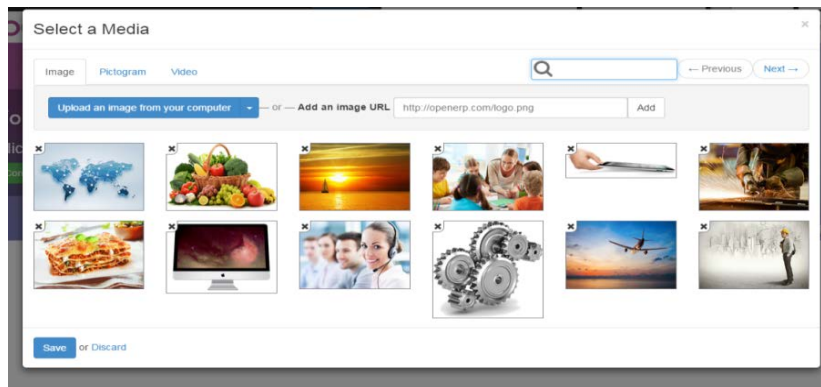 Select a Media
×
Image Pictogram Video
← Previous Next →
Upload an image from your computer — or — Add an image URL http://openerp.com/logo.png Add
Save or Discard